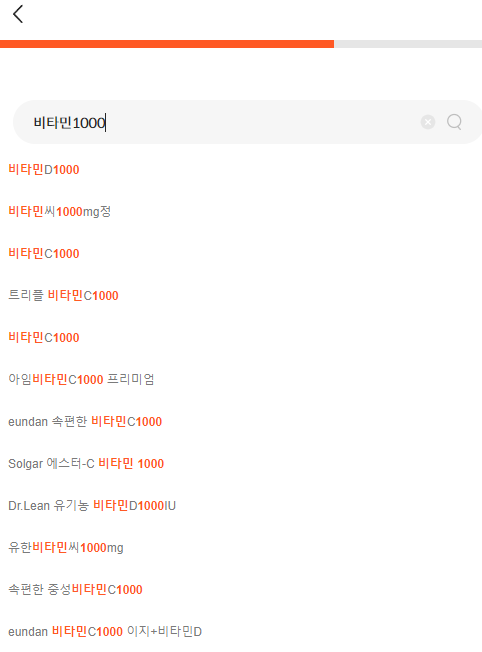 비타민1000
비타민D1000
비타민씨1000mg정
비타민C1000
트리플 비타민C1000
비타민C1000
아임비타민C1000 프리미엄
eundan 속편한 비타민C1000
Solgar 에스터-C 비타민 1000
Dr.Lean 유기농 비타민D1000IU
유한비타민씨1000mg
속편한 중성비타민C1000
eundan 비타민C1000 이지+비타민D